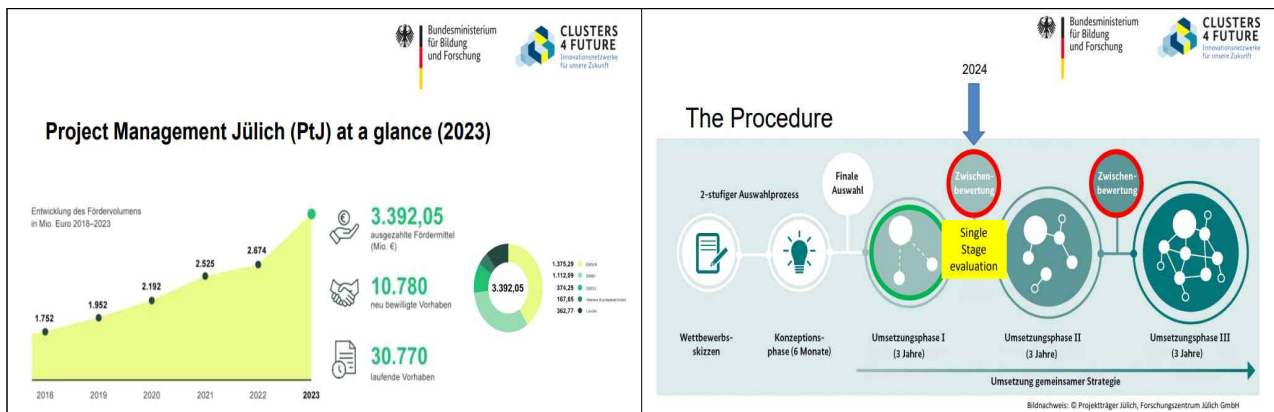 Bundesministerium
für Bildung
und Forschung
CLUSTERS
4 FUTURE
Innovationsnetzwerke
für unsere Zukunft
Project Management Jülich (PtJ) at a glance (2023)
Entwicklung des Fördervolumens
in Mio. Euro 2018–2023
1.752
1.952
2.192
2.525
2.674
2018
2019
2020
2021
2022
2023
3.392,05
ausgezahlte Fördermittel
(Mio. €)
10.780
neu bewilligte Vorhaben
30.770
laufende Vorhaben
3.392,05
1.375,29
1.112,09
374,25
167,65
362,77
Länder
Bundesministerium
für Bildung
und Forschung
CLUSTERS
4 FUTURE
Innovationsnetzwerke
für unsere Zukunft
2024
The Procedure
2-stufiger Auswahlprozess
Finale
Auswahl
Zwischen-
bewertung
Zwischen-
bewertung
Single
Stage
evaluation
Wettbewerbs-
skizzen
Konzeptions-
phase (6 Monate)
Umsetzungsphase I
(3 Jahre)
Umsetzungsphase II
(3 Jahre)
Umsetzungsphase III
(3 Jahre)
Umsetzung gemeinsamer Strategie
Bildnachweis: © Projektträger Jülich, Forschungszentrum Jülich GmbH